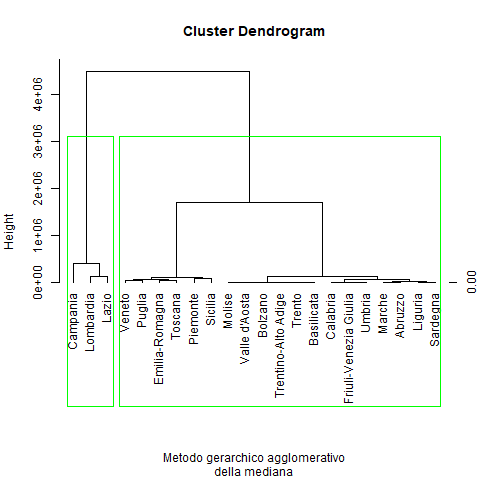 Cluster Dendrogram
Height
0e+00
1e+06
2e+06
3e+06
4e+06
Campania
Lombardia
Lazio
Veneto
Puglia
Emilia-Romagna
Toscana
Piemonte
Sicilia
Molise
Valle d'Aosta
Bolzano
Trentino-Alto Adige
Trento
Basilicata
Calabria
Friuli-Venezia Giulia
Umbria
Marche
Abruzzo
Liguria
Sardegna
0.00
Metodo gerarchico agglomerativo
della mediana